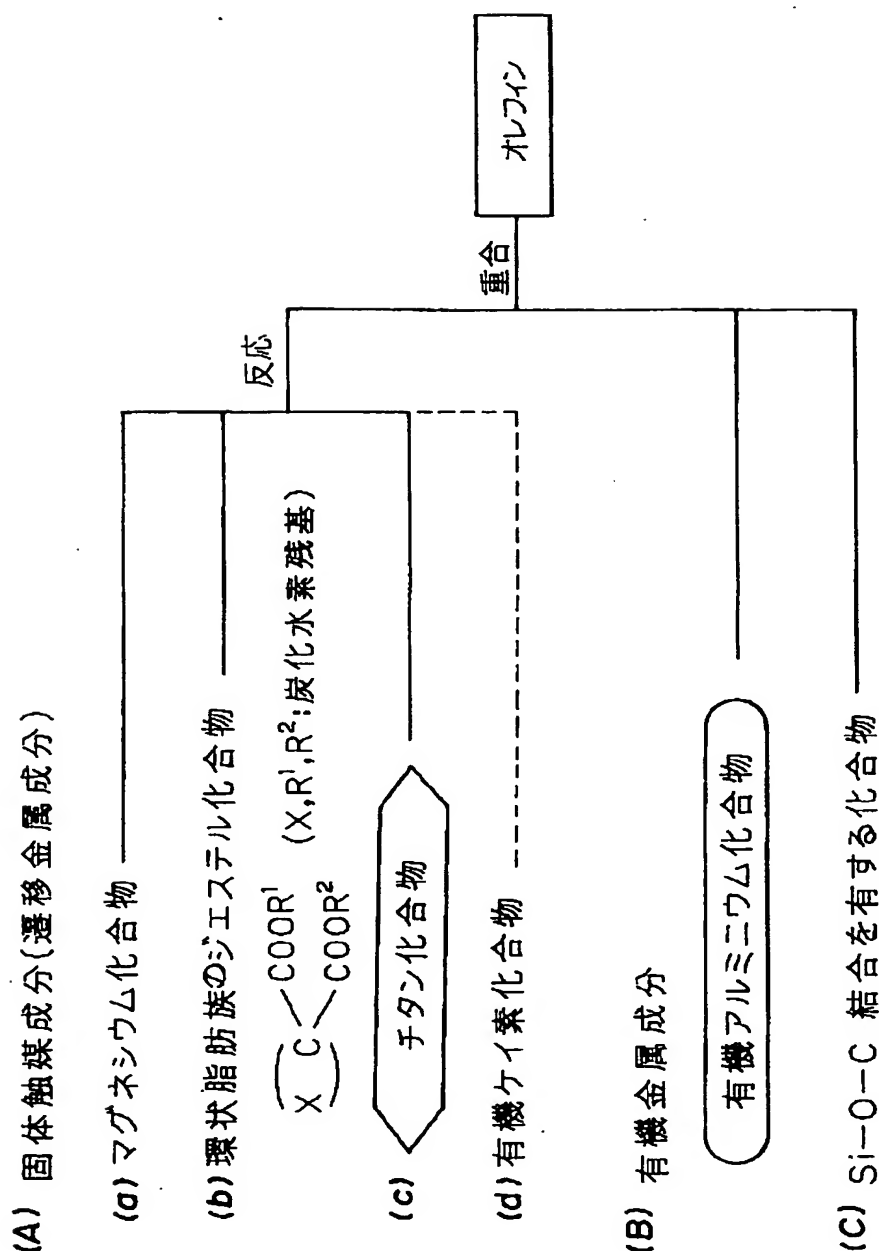 (A) 固体触媒成分(遷移金属成分)
(a) マグネシウム化合物
(b) 環状脂肪族のジエステル化合物
X C COOR¹ COOR² (X,R¹,R²:炭化水素残基)
(c) チタン化合物
(d) 有機ケイ素化合物
反応
(B) 有機金属成分
有機アルミニウム化合物
(C) Si-O-C 結合を有する化合物
重合
オレフィン